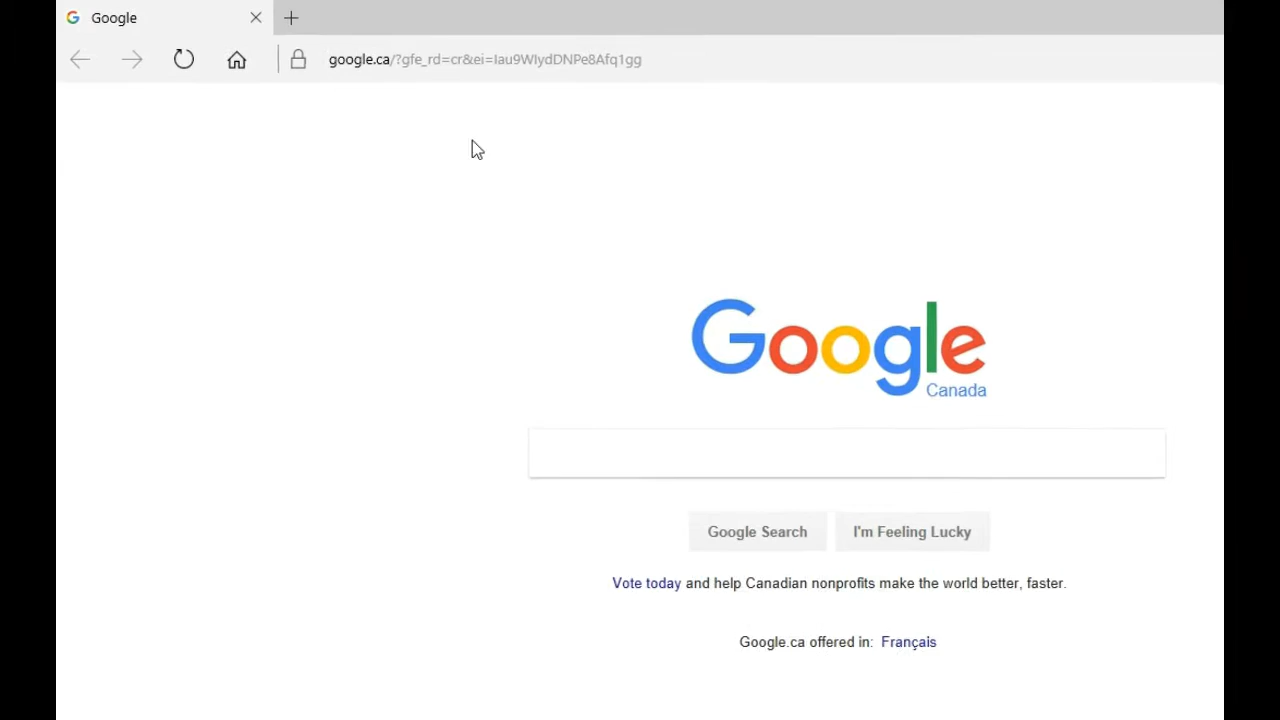 Google
google.ca/?gfe_rd=cr&ei=Iau9WIydDNPe8Afq1gg
Google
Canada
Google Search
I'm Feeling Lucky
Vote today and help Canadian nonprofits make the world better, faster.
Google.ca offered in: Français